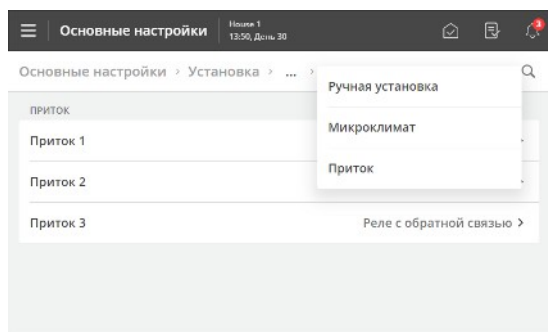 Основные настройки
House 1
13:50, День 30
3
Основные настройки > Установка > ... >
Ручная установка
ПРИТОК
Микроклимат
Приток 1
Приток
Приток 2
Приток 3 Реле с обратной связью >